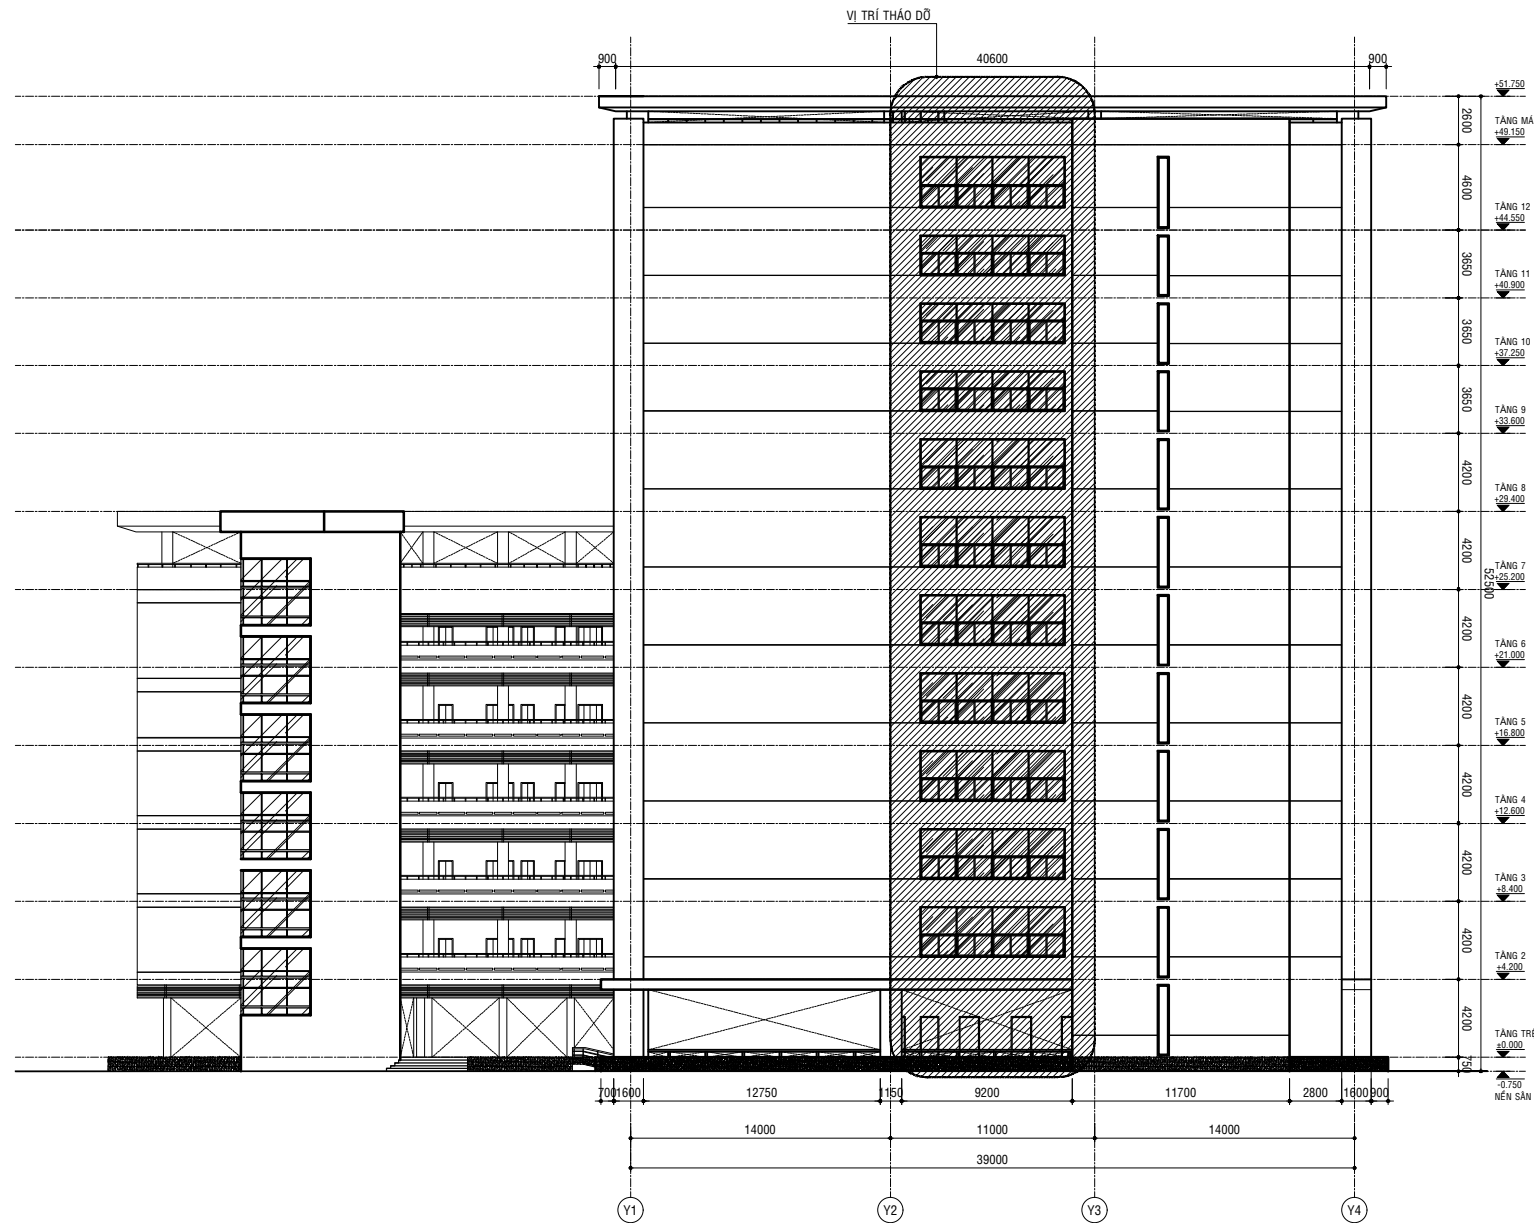 VỊ TRÍ THÁO DỠ
900
40600
900
+51.750
2600
TẦNG MÁ
+49.150
4600
TẦNG 12
+44.550
3650
TẦNG 11
+40.900
3650
TẦNG 10
+37.250
3650
TẦNG 9
+33.600
4200
TẦNG 8
+29.400
4200
TẦNG 7
+25.200
52500
4200
TẦNG 6
+21.000
4200
TẦNG 5
+16.800
4200
TẦNG 4
+12.600
4200
TẦNG 3
+8.400
4200
TẦNG 2
+4.200
4200
TẦNG TRỆ
±0.000
750
-0.750
NỀN SÂN
700 1600 12750 1150 9200 11700 2800 1600 900
14000 11000 14000
39000
Y1 Y2 Y3 Y4